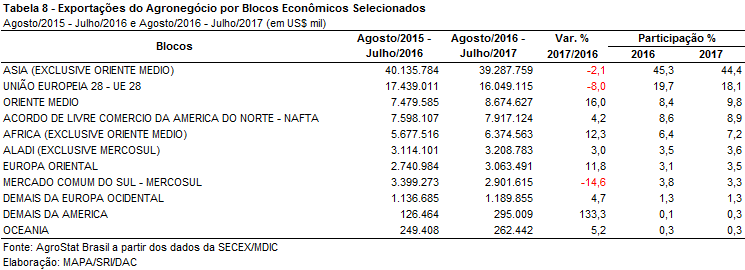 Tabela 8 - Exportações do Agronegócio por Blocos Econômicos Selecionados
Agosto/2015 - Julho/2016 e Agosto/2016 - Julho/2017 (em US$ mil)
Blocos Agosto/2015 - Julho/2016 Agosto/2016 - Julho/2017 Var. % 2017/2016 Participação % 2016 2017
ASIA (EXCLUSIVE ORIENTE MEDIO) 40.135.784 39.287.759 -2,1 45,3 44,4
UNIÃO EUROPEIA 28 - UE 28 17.439.011 16.049.115 -8,0 19,7 18,1
ORIENTE MEDIO 7.479.585 8.674.627 16,0 8,4 9,8
ACORDO DE LIVRE COMERCIO DA AMERICA DO NORTE - NAFTA 7.598.107 7.917.124 4,2 8,6 8,9
AFRICA (EXCLUSIVE ORIENTE MEDIO) 5.677.516 6.374.563 12,3 6,4 7,2
ALADI (EXCLUSIVE MERCOSUL) 3.114.101 3.208.783 3,0 3,5 3,6
EUROPA ORIENTAL 2.740.984 3.063.491 11,8 3,1 3,5
MERCADO COMUM DO SUL - MERCOSUL 3.399.273 2.901.615 -14,6 3,8 3,3
DEMAIS DA EUROPA OCIDENTAL 1.136.685 1.189.855 4,7 1,3 1,3
DEMAIS DA AMERICA 126.464 295.009 133,3 0,1 0,3
OCEANIA 249.408 262.442 5,2 0,3 0,3
Fonte: AgroStat Brasil a partir dos dados da SECEX/MDIC
Elaboração: MAPA/SRI/DAC